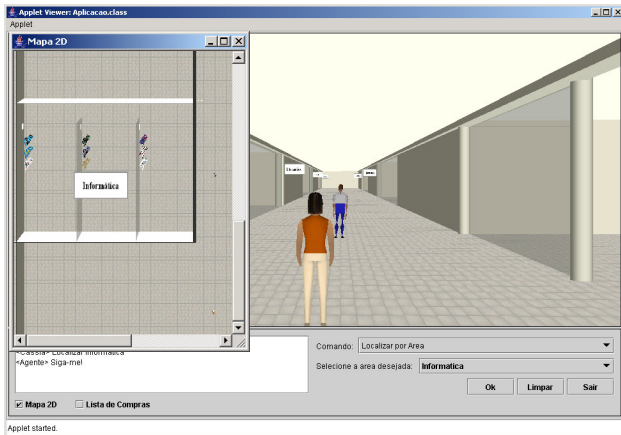 Applet Viewer: Aplicacao.class
Applet
Mapa 2D
Informática
<Cassia> Localizar Informatica
<Agente> Siga-me!
Comando: Localizar por Area
Selecione a area desejada: Informatica
Ok Limpar Sair
Mapa 2D Lista de Compras
Applet started.